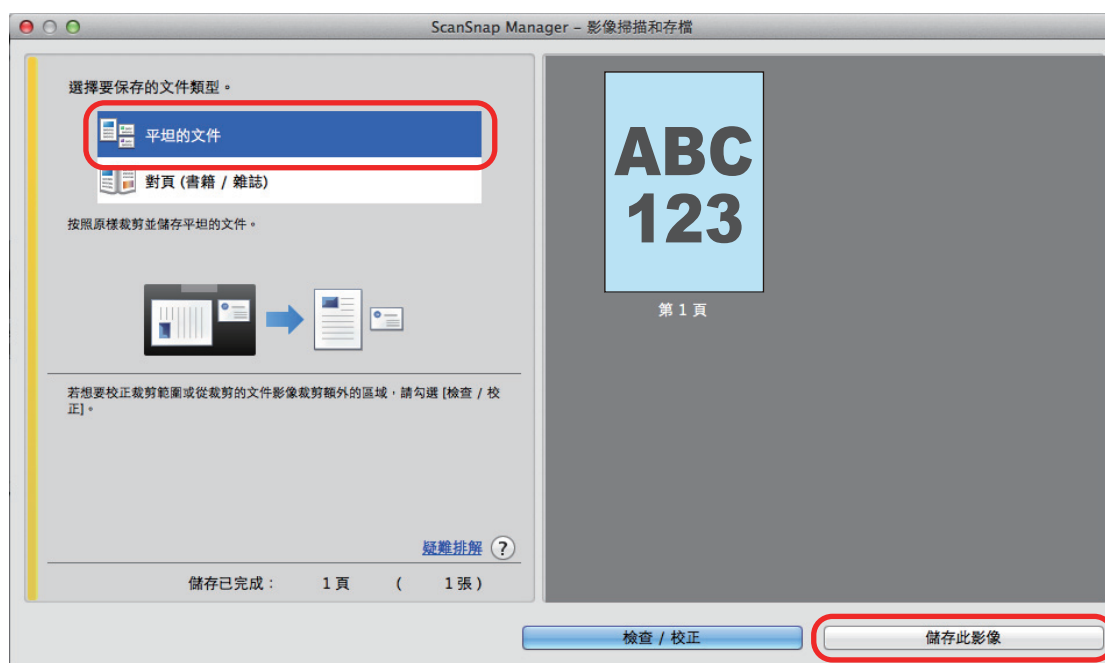 ScanSnap Manager – 影像掃描和存檔
選擇要保存的文件類型。
平坦的文件
對頁 (書籍 / 雜誌)
按照原樣裁剪並儲存平坦的文件。
若想要校正裁剪範圍或從裁剪的文件影像裁剪額外的區域，請勾選 [檢查 / 校
正]。
疑難排解 ?
儲存已完成： 1 頁 ( 1 張 )
ABC
123
第 1 頁
檢查 / 校正
儲存此影像